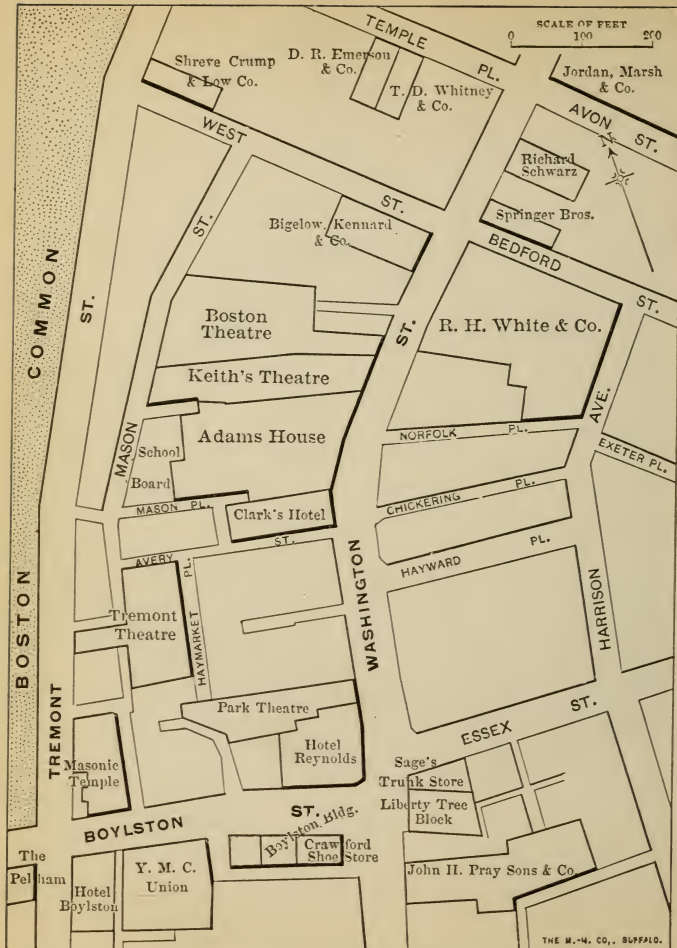 SCALE OF FEET
0 100 200
TEMPLE PL.
Shreve Crump
& Low Co.
D. R. Emerson
& Co.
T. D. Whitney
& Co.
Jordan, Marsh
& Co.
AVON ST.
N
WEST ST.
Richard
Schwarz
Springer Bros.
BEDFORD ST.
Bigelow, Kennard
& Co.
BOSTON COMMON
TREMONT ST.
MASON ST.
Boston
Theatre
Keith's Theatre
Adams House
School
Board
R. H. White & Co.
HARRISON AVE.
NORFOLK PL.
EXETER PL.
MASON PL.
Clark's Hotel
CHICKERING PL.
AVERY ST.
HAYWARD PL.
WASHINGTON ST.
HAYMARKET PL.
Tremont
Theatre
Park Theatre
Hotel
Reynolds
ESSEX ST.
Masonic
Temple
Sage's
Trunk Store
Liberty Tree
Block
BOYLSTON ST.
Boylston Bldg.
Crawford
Shoe Store
The
Pelham
Hotel
Boylston
Y. M. C.
Union
John H. Pray Sons & Co.
THE M.-N. CO., BUFFALO.